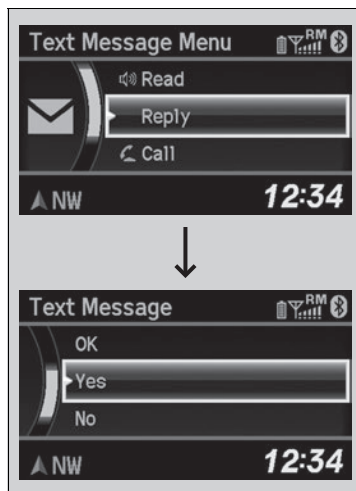 Text Message Menu RM
Read
Reply
Call
NW 12:34
Text Message RM
OK
Yes
No
NW 12:34